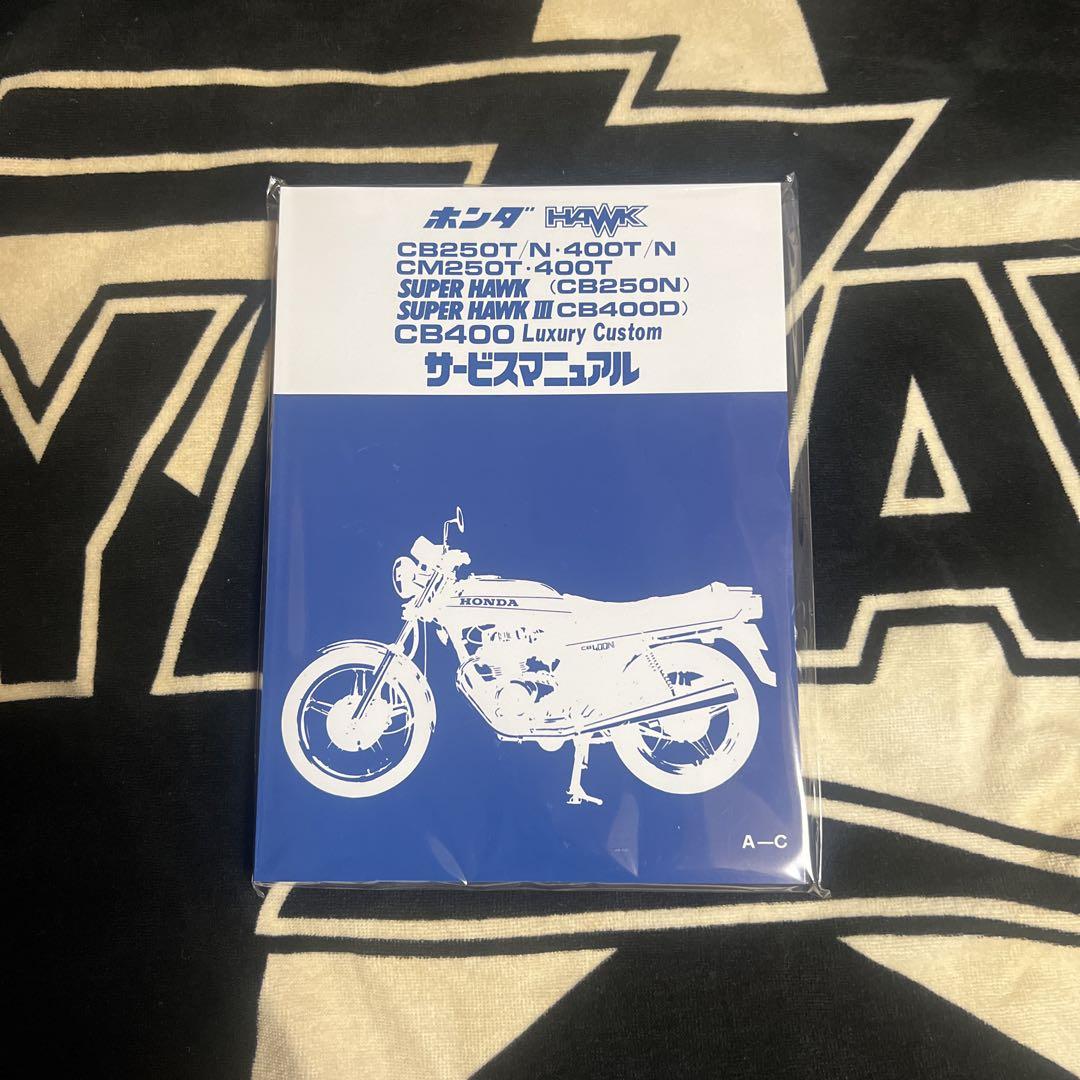 ホンダ HAWK
CB250T/N・400T/N
CM250T・400T
SUPER HAWK (CB250N)
SUPER HAWK III CB400D)
CB400 Luxury Custom
サービスマニュアル
HONDA
CB400N
A—C